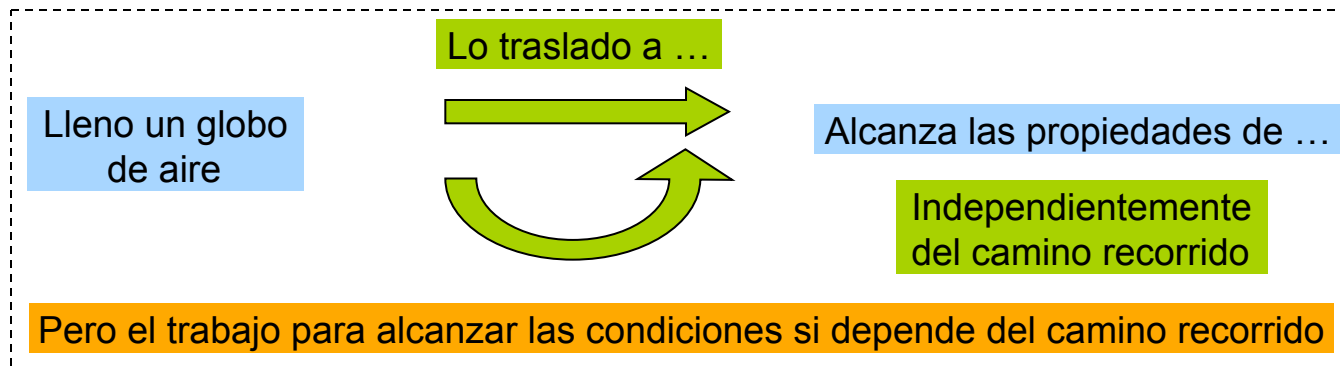 Lo traslado a …
Lleno un globo
de aire
Alcanza las propiedades de …
Independientemente
del camino recorrido
Pero el trabajo para alcanzar las condiciones si depende del camino recorrido